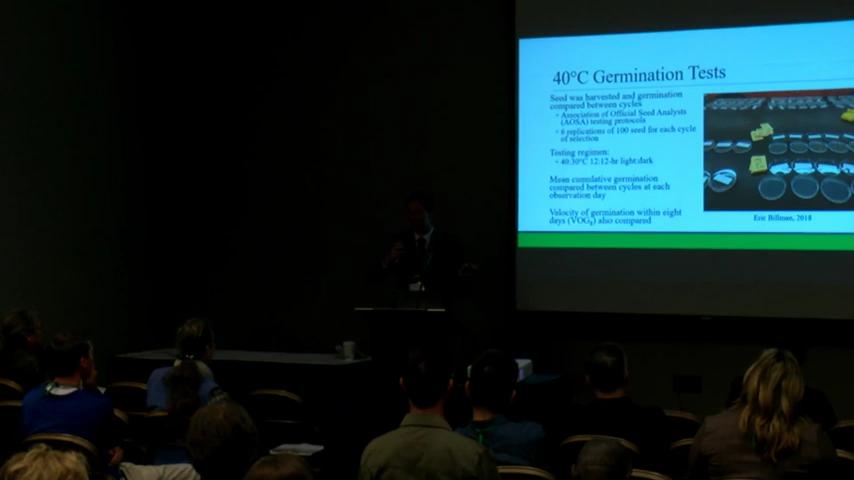 40°C Germination Tests
Seed was harvested and germination
compared between cycles
• Association of Official Seed Analysts
(AOSA) testing protocols
• 6 replications of 100 seed for each cycle
of selection
Testing regimen:
• 40:30°C 12:12-hr light:dark
Mean cumulative germination
compared between cycles at each
observation day
Velocity of germination within eight
days (VOG8) also compared
Eric Billman, 2018